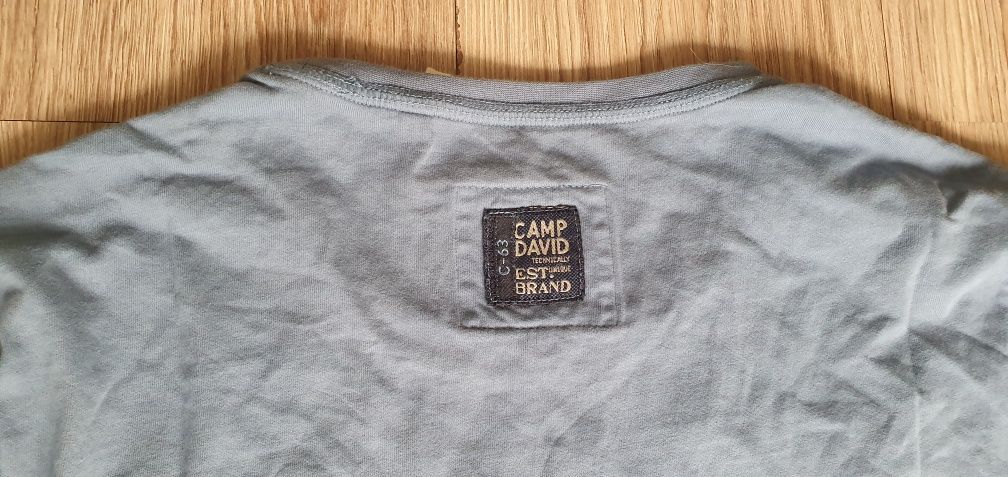 C-63
CAMP
DAVID
TECHNICALLY
EST. UNIQUE
BRAND